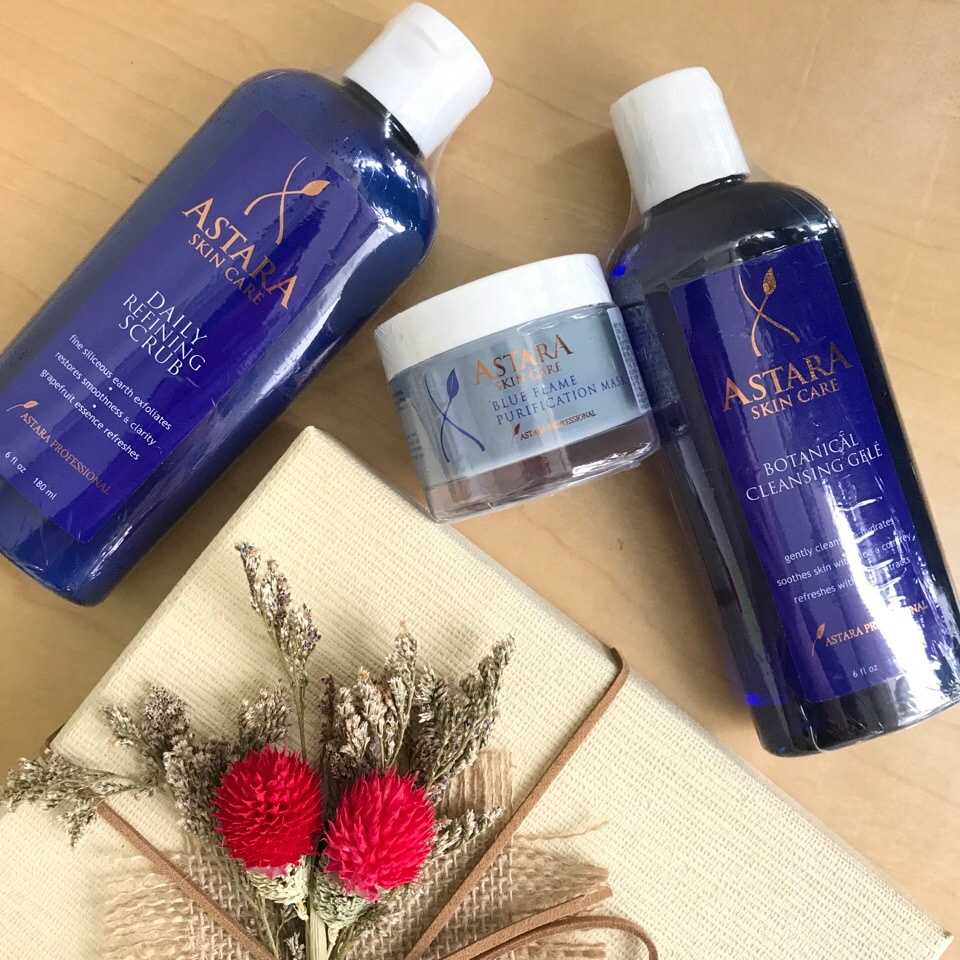 ASTARA
SKIN CARE
DAILY
REFINING
SCRUB
fine siliceous earth exfoliates
restores smoothness & clarity
grapefruit essence refreshes
ASTARA PROFESSIONAL
6 fl oz
180 ml
ASTARA
SKIN CARE
BLUE FLAME
PURIFICATION MASK
ASTARA PROFESSIONAL
ASTARA
SKIN CARE
BOTANICAL
CLEANSING GELÉ
gently
soothes skin
refreshes
ASTARA PROFESSIONAL
6 fl oz